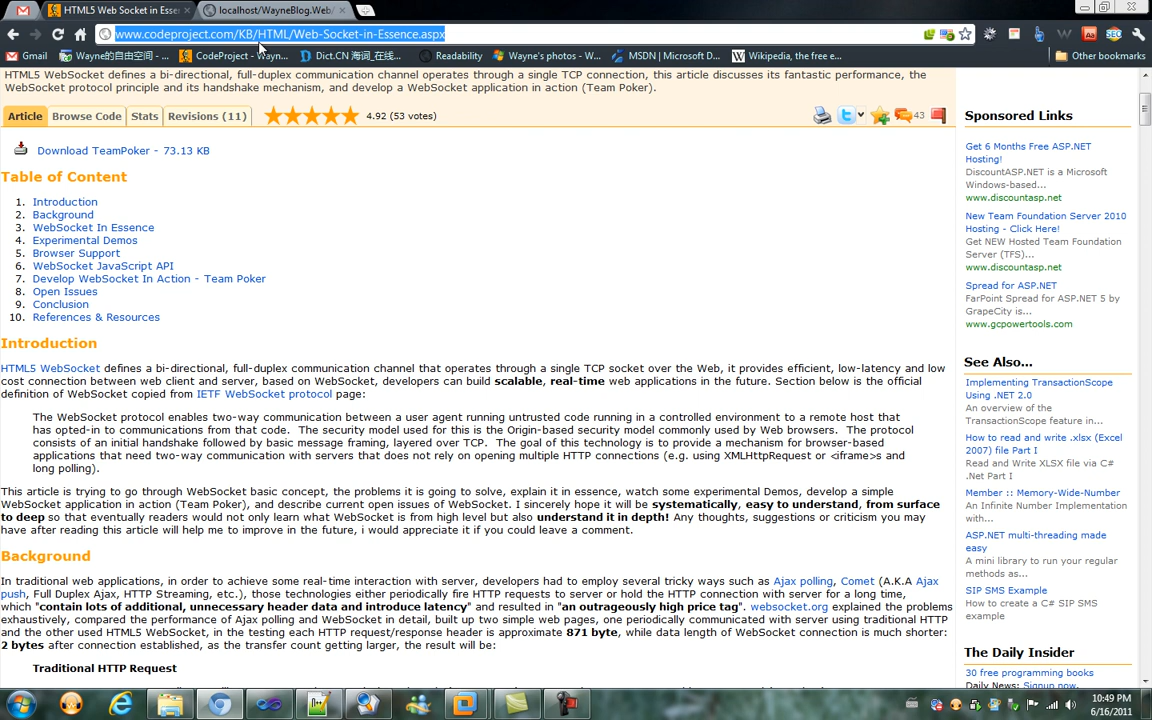 HTML5 Web Socket in Esse
localhost/WayneBlog.Web/
www.codeproject.com/KB/HTML/Web-Socket-in-Essence.aspx
Gmail
Wayne的自由空间 - ...
CodeProject - Wayn...
Dict.CN 海词_在线...
Readability
Wayne's poker - W...
MSDN | Microsoft D...
Wikipedia, the free e...
Other bookmarks
HTML5 WebSocket defines a bi-directional, full-duplex communication channel operates through a single TCP connection, this article discusses its fantastic performance, the
WebSocket protocol principle and its handshake mechanism, and develop a WebSocket application in action (Team Poker).
Article
Browse Code
Stats
Revisions (11)
4.92 (53 votes)
43
Download TeamPoker - 73.13 KB
Table of Content
1. Introduction
2. Background
3. WebSocket In Essence
4. Experimental Demos
5. Browser Support
6. WebSocket JavaScript API
7. Develop WebSocket In Action - Team Poker
8. Open Issues
9. Conclusion
10. References & Resources
Introduction
HTML5 WebSocket defines a bi-directional, full-duplex communication channel that operates through a single TCP socket over the Web, it provides efficient, low-latency and low
cost connection between web client and server, based on WebSocket, developers can build scalable, real-time web applications in the future. Section below is the official
definition of WebSocket copied from IETF WebSocket protocol page:
The WebSocket protocol enables two-way communication between a user agent running untrusted code running in a controlled environment to a remote host that
has opted-in to communications from that code. The security model used for this is the Origin-based security model commonly used by Web browsers. The protocol
consists of an initial handshake followed by basic message framing, layered over TCP. The goal of this technology is to provide a mechanism for browser-based
applications that need two-way communication with servers that does not rely on opening multiple HTTP connections (e.g. using XMLHttpRequest or <iframe>s and
long polling).
This article is trying to go through WebSocket basic concept, the problems it is going to solve, explain it in essence, watch some experimental Demos, develop a simple
WebSocket application in action (Team Poker), and describe current open issues of WebSocket. I sincerely hope it will be systematically, easy to understand, from surface
to deep so that eventually readers would not only learn what WebSocket is from high level but also understand it in depth! Any thoughts, suggestions or criticism you may
have after reading this article will help me to improve in the future, i would appreciate it if you could leave a comment.
Background
In traditional web applications, in order to achieve some real-time interaction with server, developers had to employ several tricky ways such as Ajax polling, Comet (A.K.A Ajax
push, Full Duplex Ajax, HTTP Streaming, etc.), those technologies either periodically fire HTTP requests to server or hold the HTTP connection with server for a long time,
which "contain lots of additional, unnecessary header data and introduce latency" and resulted in "an outrageously high price tag". websocket.org explained the problems
exhaustively, compared the performance of Ajax polling and WebSocket in detail, built up two simple web pages, one periodically communicated with server using traditional HTTP
and the other used HTML5 WebSocket, in the testing each HTTP request/response header is approximate 871 byte, while data length of WebSocket connection is much shorter:
2 bytes after connection established, as the transfer count getting larger, the result will be:
Traditional HTTP Request
Sponsored Links
Get 6 Months Free ASP.NET
Hosting!
DiscountASP.NET is a Microsoft
Windows-based...
www.discountasp.net
New Team Foundation Server 2010
Hosting - Click Here!
Get NEW Hosted Team Foundation
Server (TFS)...
www.discountasp.net
Spread for ASP.NET
FarPoint Spread for ASP.NET 5 by
GrapeCity is...
www.gcpowertools.com
See Also...
Implementing TransactionScope
Using .NET 2.0
An overview of the
TransactionScope feature in...
How to read and write .xlsx (Excel
2007) file Part I
Read and Write XLSX file via C#
.Net Part I
Member :: Memory-Wide-Number
An Infinite Number Implementation
with...
ASP.NET multi-threading made
easy
A mini library to run your regular
methods as...
SIP SMS Example
How to create a C# SIP SMS
example
The Daily Insider
30 free programming books
Daily News: Signup now.
10:49 PM
6/16/2011